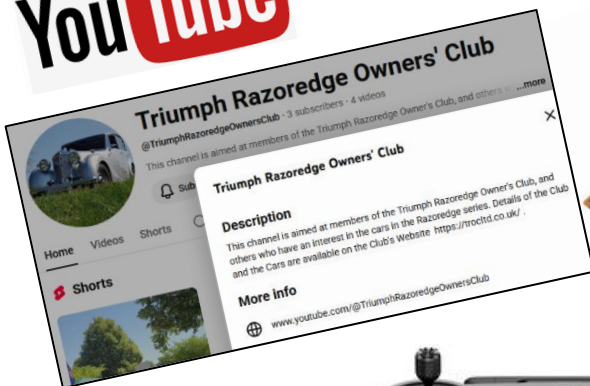 YouTube
Triumph Razoredge Owners' Club
@TriumphRazoredgeOwnersClub · 3 subscribers · 4 videos
This channel is aimed at members of the Triumph Razoredge Owner's Club, and others ...more
Sub
Home Videos Shorts
Shorts
Triumph Razoredge Owners' Club
Description
This channel is aimed at members of the Triumph Razoredge Owner's Club, and
others who have an interest in the cars in the Razoredge series. Details of the Club
and the Cars are available on the Club's Website https://trocltd.co.uk/ .
More info
www.youtube.com/@TriumphRazoredgeOwnersClub